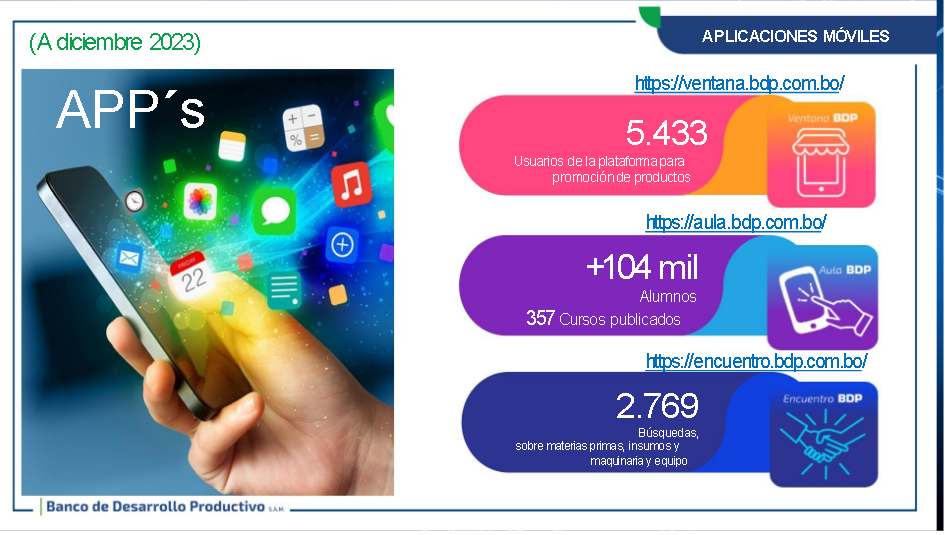 (A diciembre 2023)
APLICACIONES MÓVILES
APP´s
FRIDAY
22
https://ventana.bdp.com.bo/
5.433
Usuarios de la plataforma para
promoción de productos
Ventana BDP
https://aula.bdp.com.bo/
+104 mil
Alumnos
357 Cursos publicados
Aula BDP
https://encuentro.bdp.com.bo/
2.769
Búsquedas,
sobre materias primas, insumos y
maquinaria y equipo
Encuentro BDP
Banco de Desarrollo Productivo S.A.M.